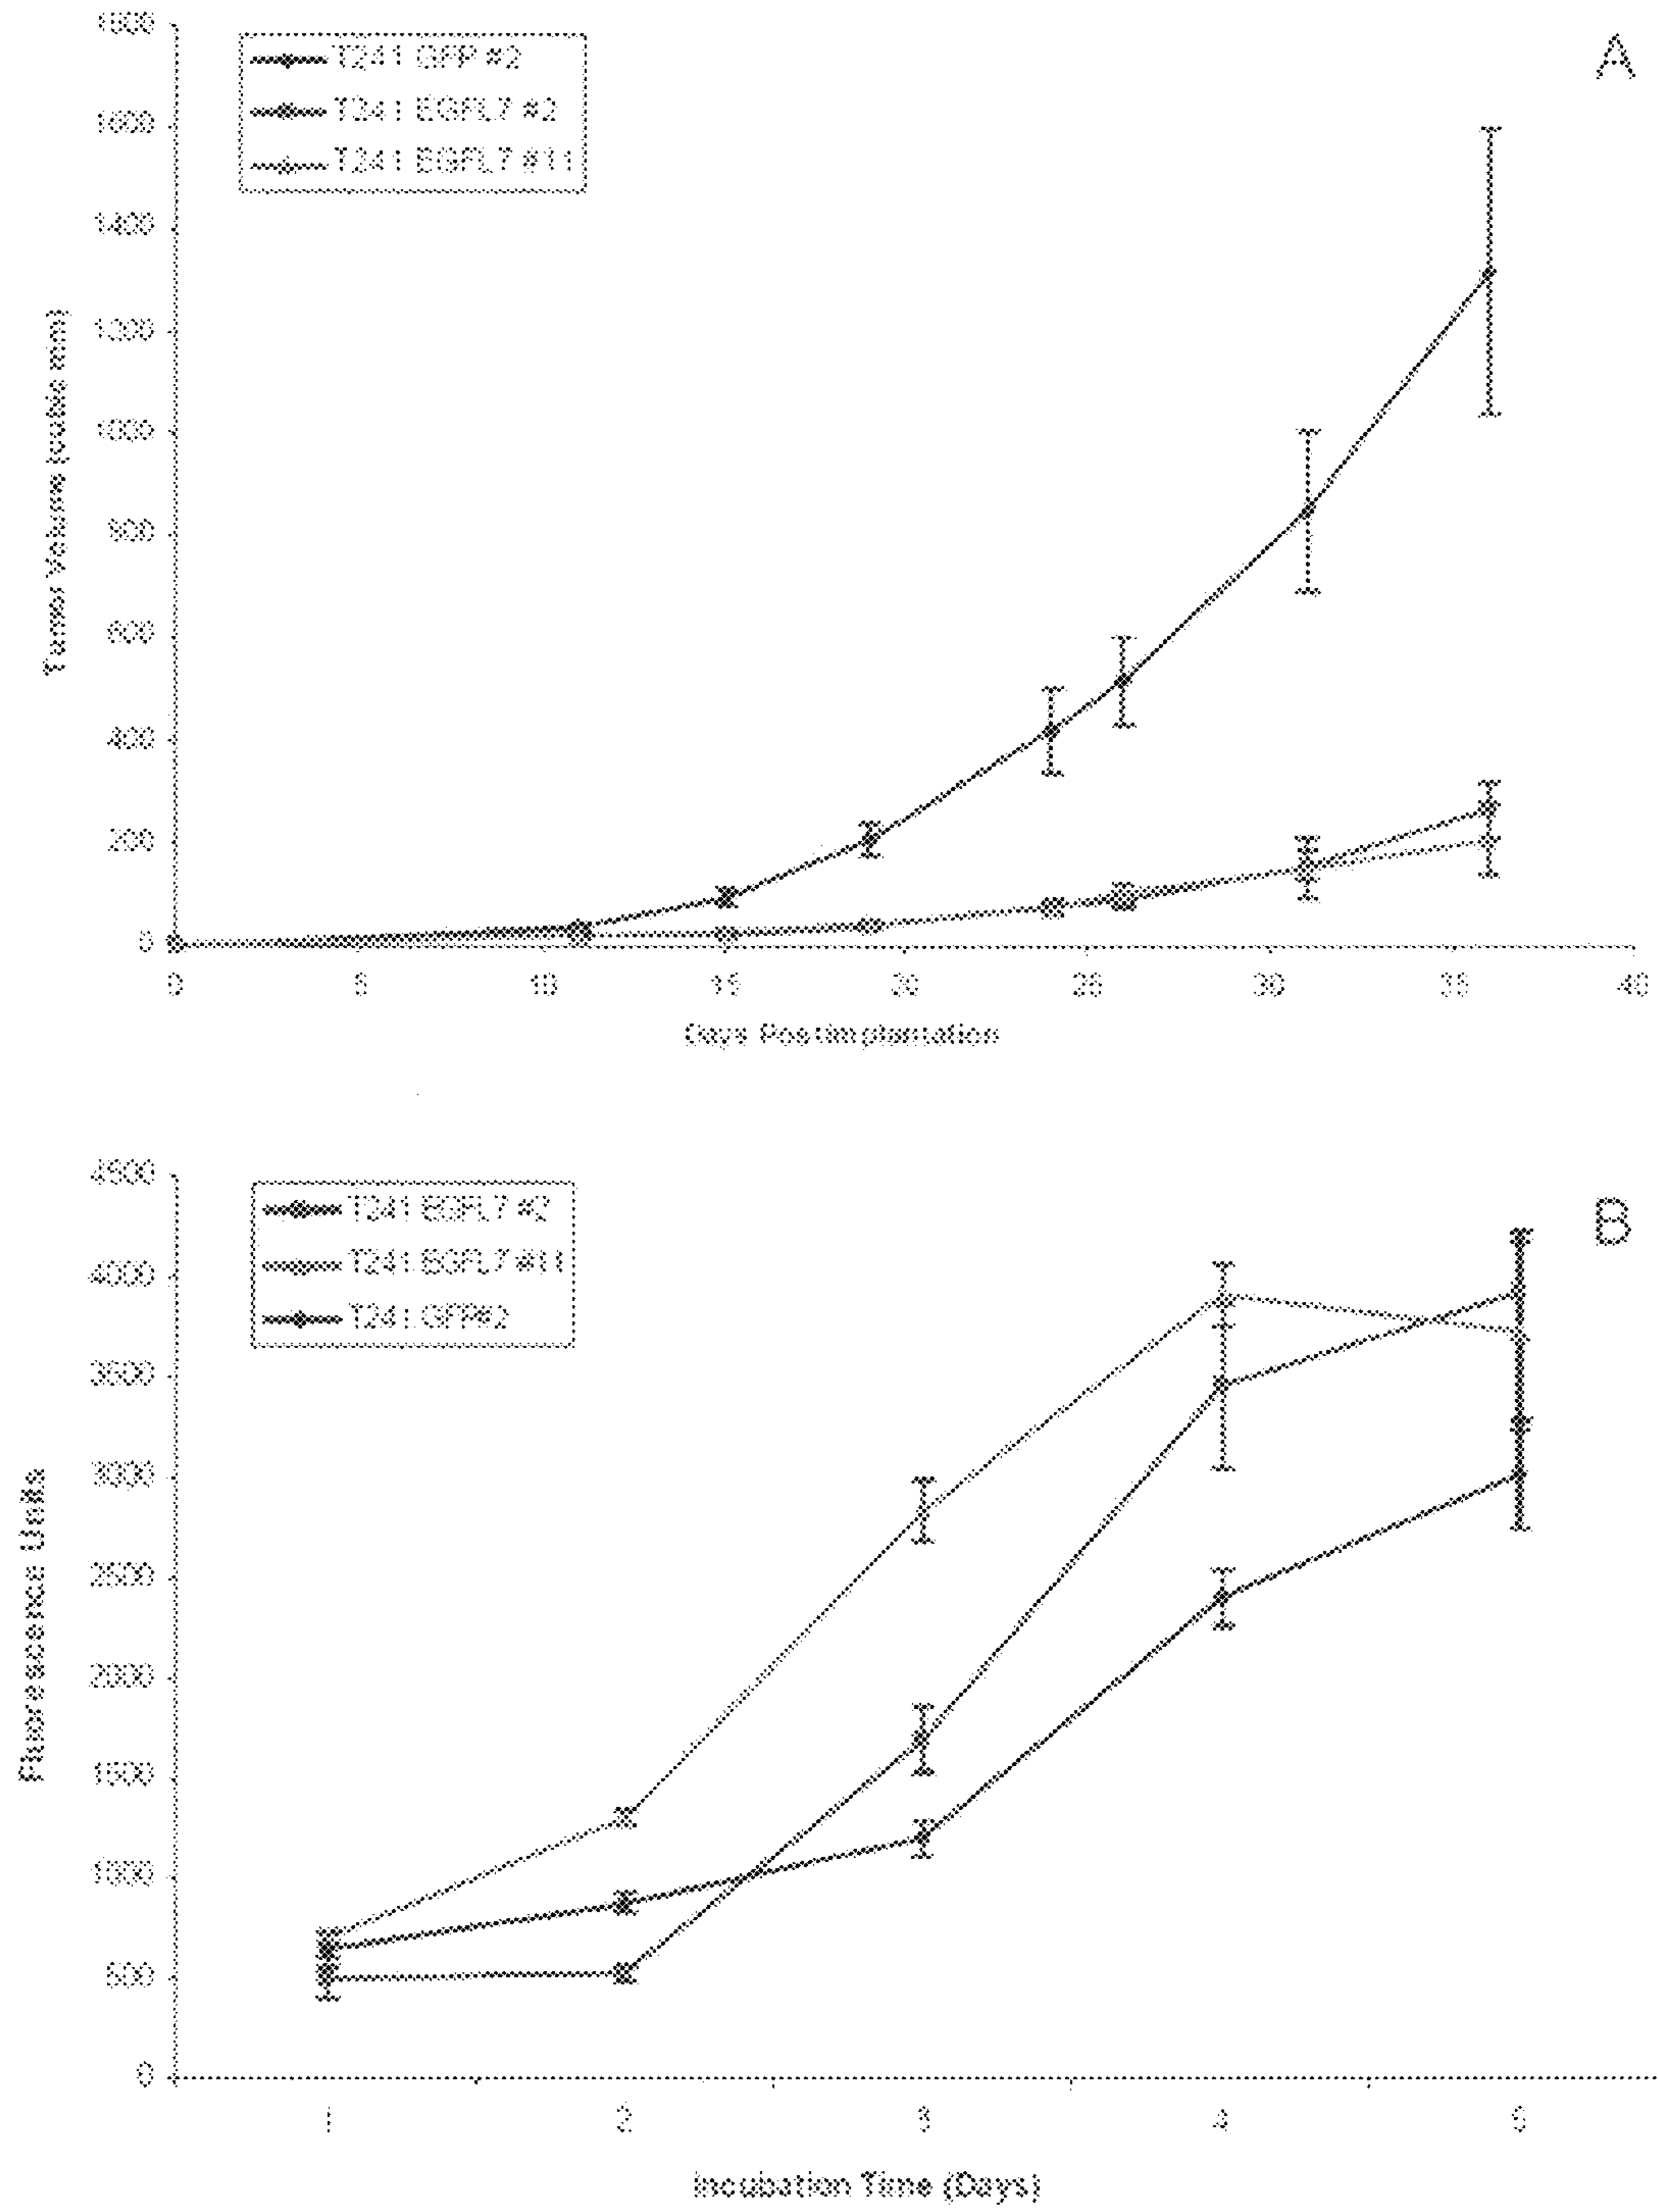 1800
1600
1400
1200
1000
800
600
400
200
0
Tumor Volume (cubic mm)
T241 GFP #2
T241 EGFL7 #2
T241 EGFL7 #11
A
0 5 10 15 20 25 30 35 40
Days Postimplantation
4500
4000
3500
3000
2500
2000
1500
1000
500
0
Fluorescence Units
T241 EGFL7 #2
T241 EGFL7 #11
T241 GFP#2
B
1 2 3 4 5
Incubation Time (Days)